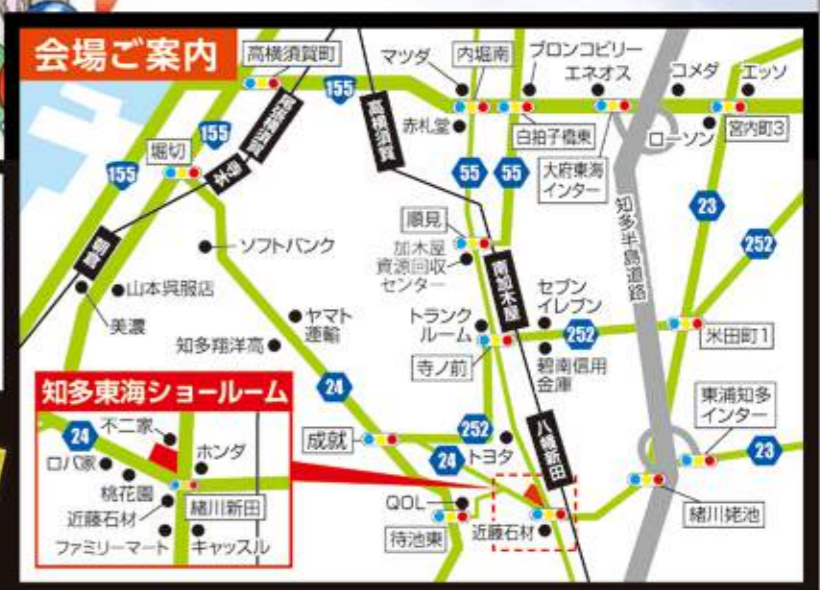 会場ご案内
高横須賀町
マツダ
内堀南
ブロンコビリー
エネオス
コメダ
エッソ
155
尾張横須賀
高横須賀
赤札堂
白拍子橋東
大府東海
インター
ローソン
宮内町3
155
堀切
155
寺本
55
55
知多半島道路
23
252
朝倉
ソフトバンク
順見
加木屋
資源回収
センター
南加木屋
山本呉服店
美濃
ヤマト
運輸
知多翔洋高
トランク
ルーム
セブン
イレブン
252
米田町1
寺ノ前
碧南信用
金庫
24
東浦知多
インター
知多東海ショールーム
成就
252
トヨタ
八幡新田
23
24
24
不二家
ホンダ
ロバ家
桃花園
近藤石材
緒川新田
ファミリーマート
キャッスル
QOL
待池東
近藤石材
緒川姥池